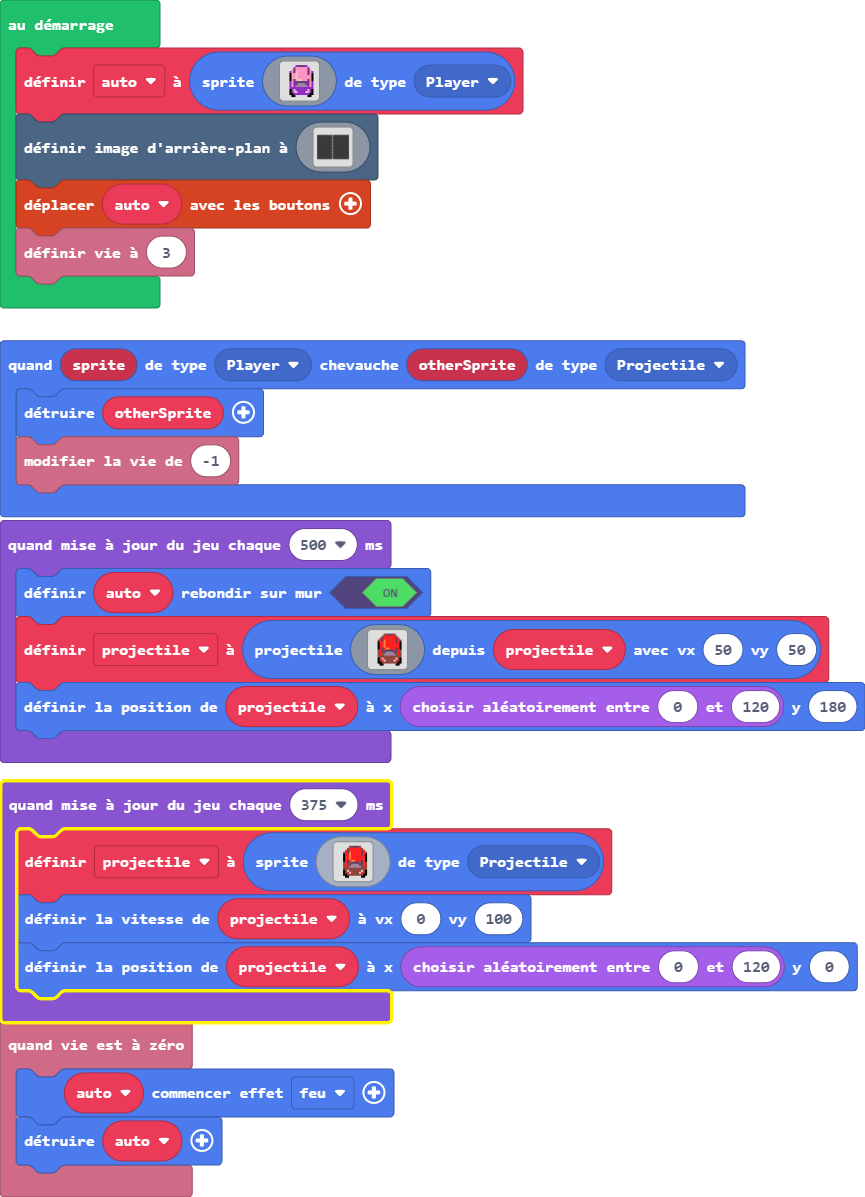 au démarrage
définir auto à sprite de type Player
définir image d'arrière-plan à
déplacer auto avec les boutons
définir vie à 3
quand sprite de type Player chevauche otherSprite de type Projectile
détruire otherSprite
modifier la vie de -1
quand mise à jour du jeu chaque 500 ms
définir auto rebondir sur mur ON
définir projectile à projectile depuis projectile avec vx 50 vy 50
définir la position de projectile à x choisir aléatoirement entre 0 et 120 y 180
quand mise à jour du jeu chaque 375 ms
définir projectile à sprite de type Projectile
définir la vitesse de projectile à vx 0 vy 100
définir la position de projectile à x choisir aléatoirement entre 0 et 120 y 0
quand vie est à zéro
auto commencer effet feu
détruire auto